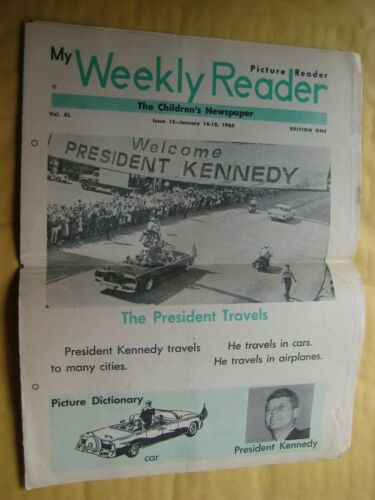 My
Picture Reader
Weekly Reader
The Children's Newspaper
Vol. XL
Issue 15—January 14-18, 1963
EDITION ONE
Welcome
PRESIDENT KENNEDY
The President Travels
President Kennedy travels
to many cities.
He travels in cars.
He travels in airplanes.
Picture Dictionary
car
President Kennedy